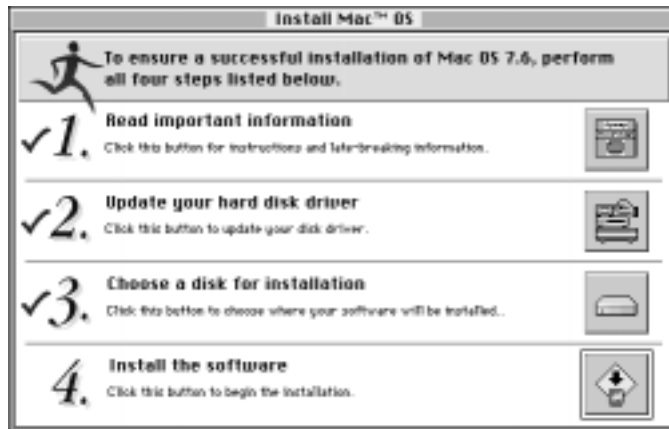 Install Mac™ OS
To ensure a successful installation of Mac OS 7.6, perform
all four steps listed below.
✓1. Read important information
Click this button for instructions and late-breaking information.
✓2. Update your hard disk driver
Click this button to update your disk driver.
✓3. Choose a disk for installation
Click this button to choose where your software will be installed..
4. Install the software
Click this button to begin the installation.